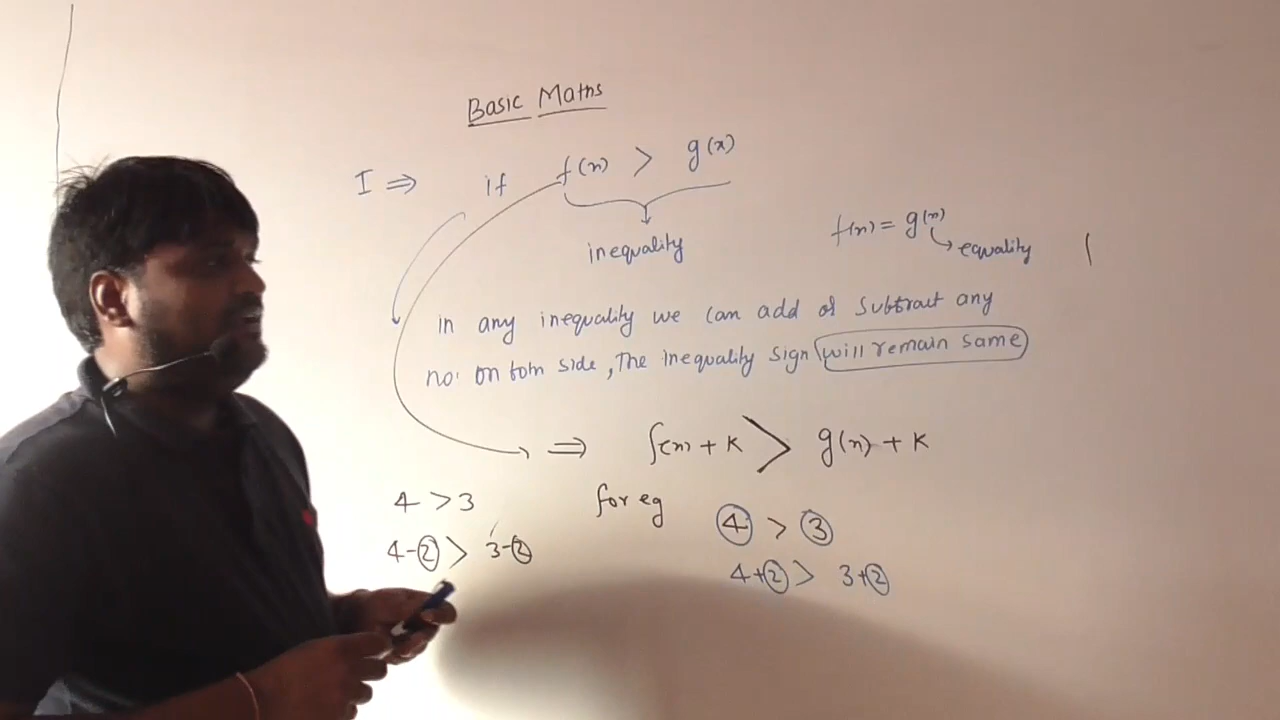 Basic Maths
I ⇒ if f(x) > g(x)
inequality
f(x) = g(x)
equality
in any inequality we can add or subtract any
no. on both side, The inequality sign will remain same
⇒ f(x) + K > g(x) + K
4 > 3
4-2 > 3-2
for eg
4 > 3
4+2 > 3+2